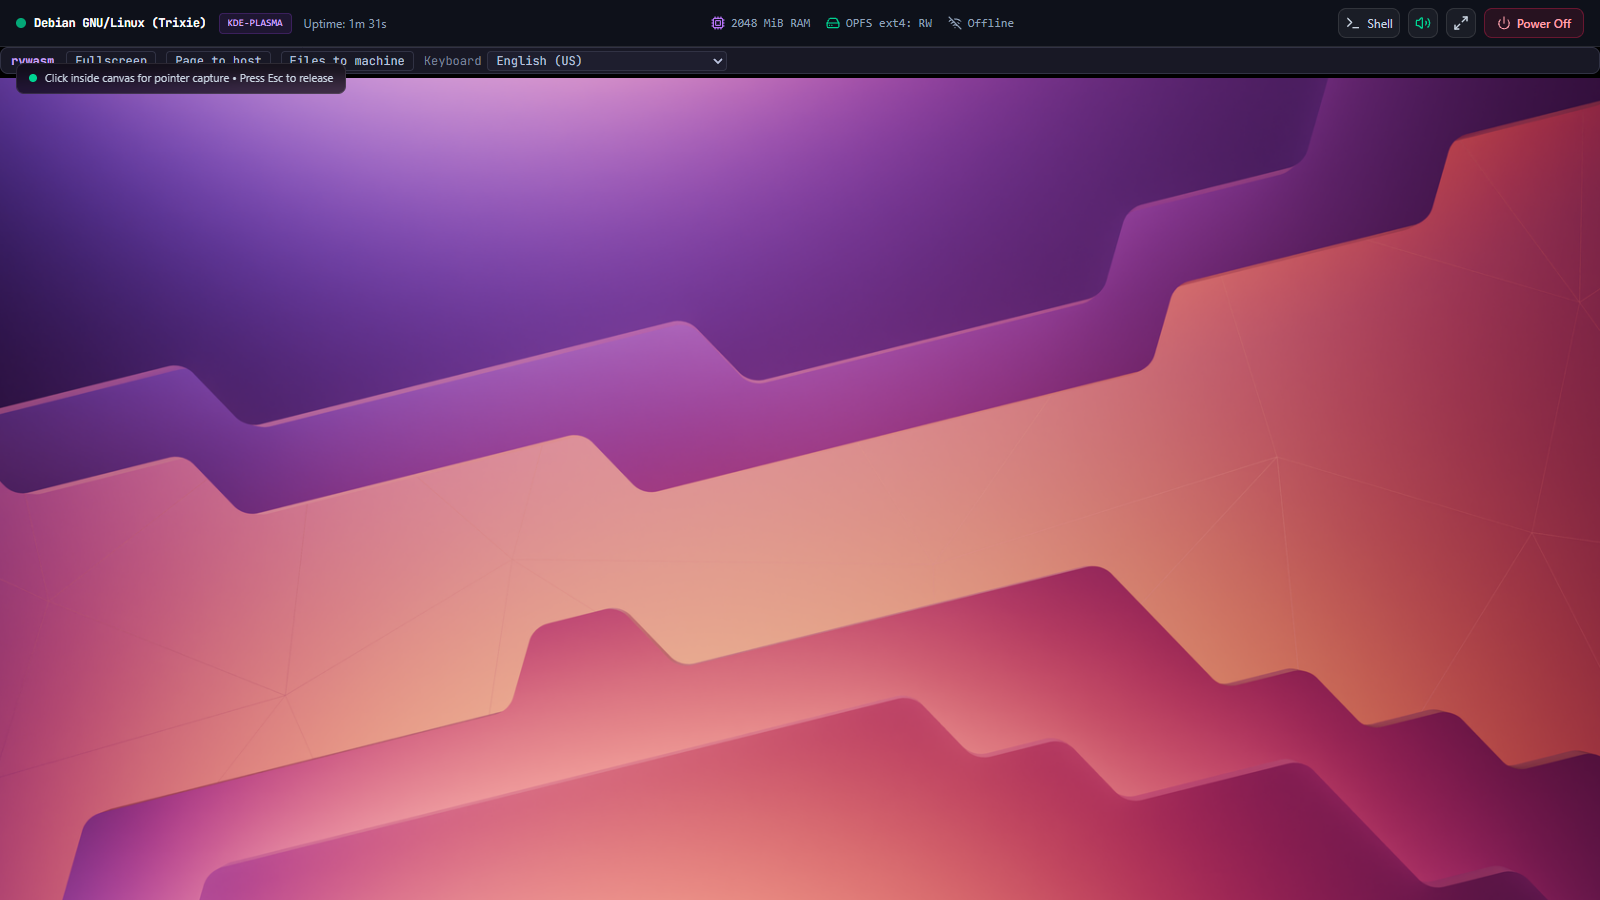 Debian GNU/Linux (Trixie) KDE-PLASMA Uptime: 1m 31s 2048 MiB RAM OPFS ext4: RW Offline Shell Power Off
rvwasm Fullscreen Page to host Files to machine Keyboard English (US)
Click inside canvas for pointer capture • Press Esc to release